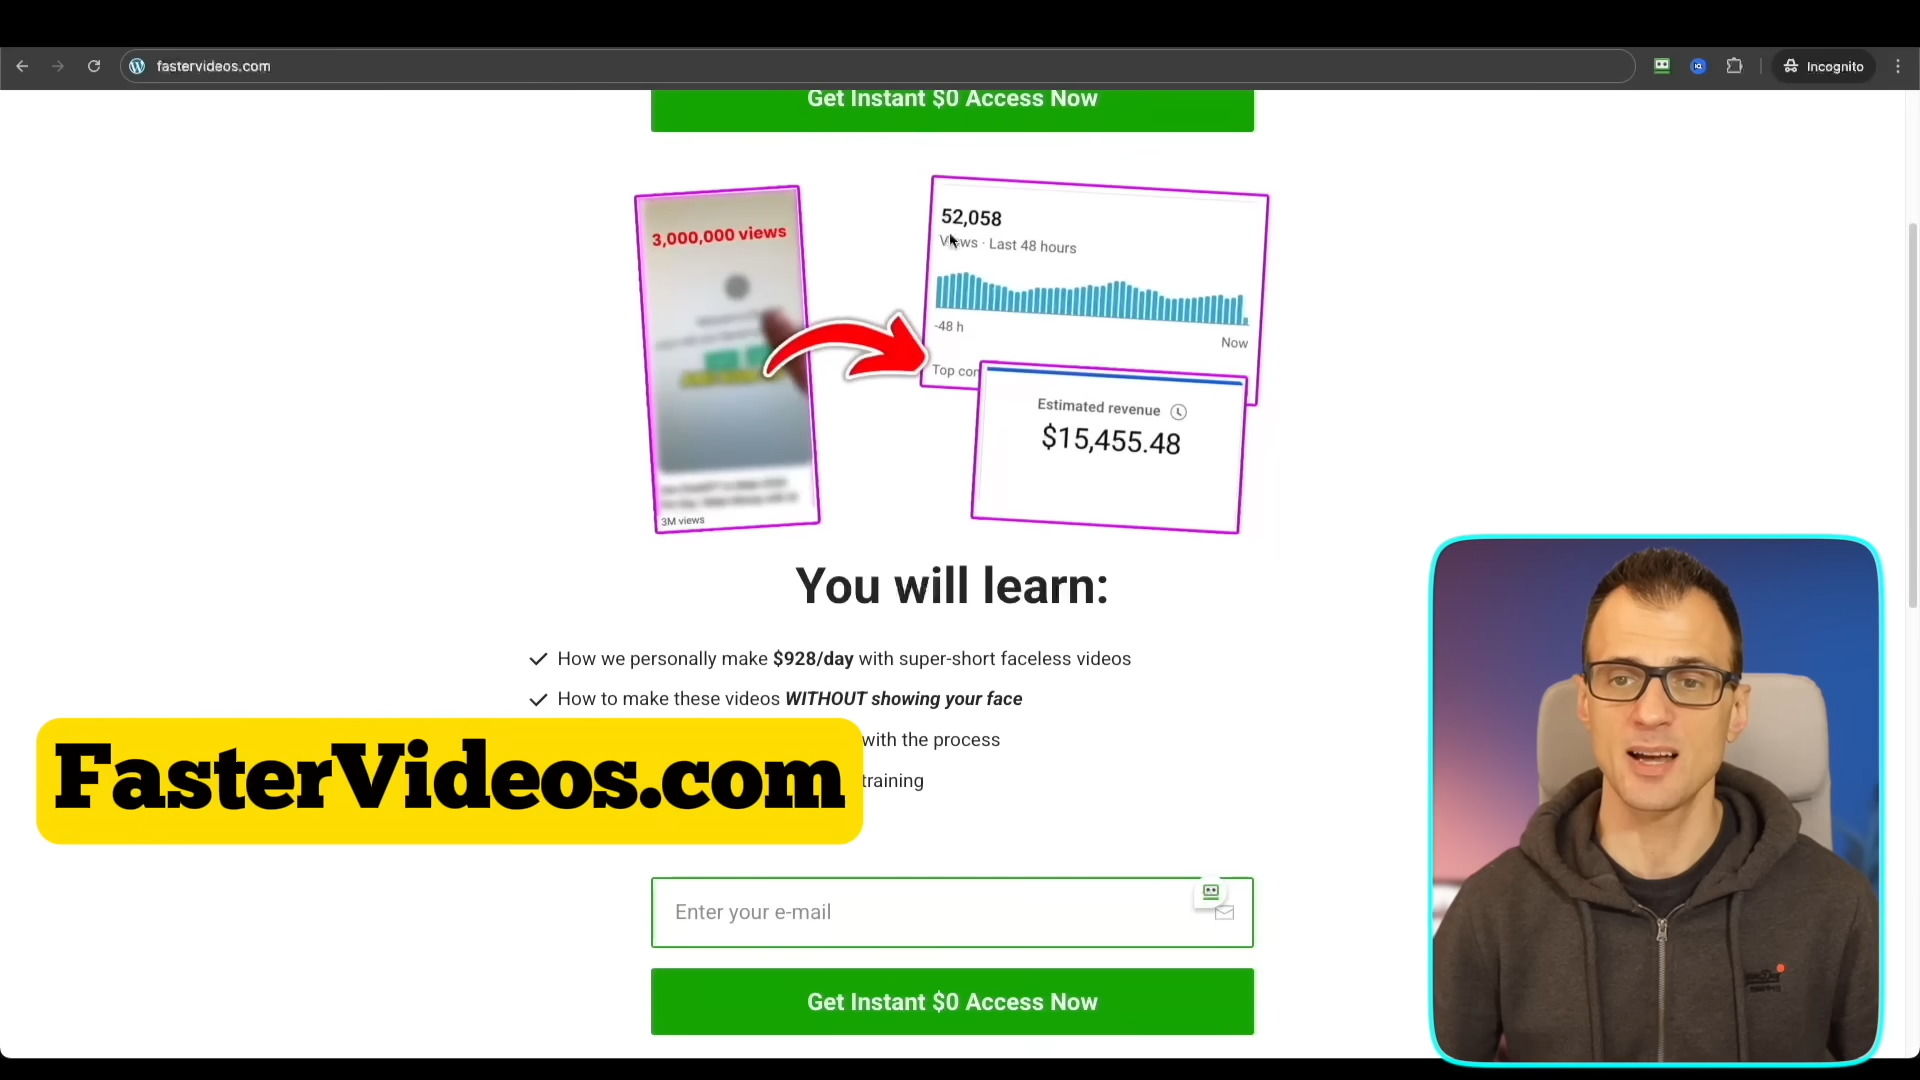 fastervideos.com
Incognito
Get Instant $0 Access Now
3,000,000 views
3M views
52,058
Views · Last 48 hours
-48 h
Now
Top con
Estimated revenue
$15,455.48
You will learn:
How we personally make $928/day with super-short faceless videos
How to make these videos WITHOUT showing your face
with the process
training
FasterVideos.com
Enter your e-mail
Get Instant $0 Access Now